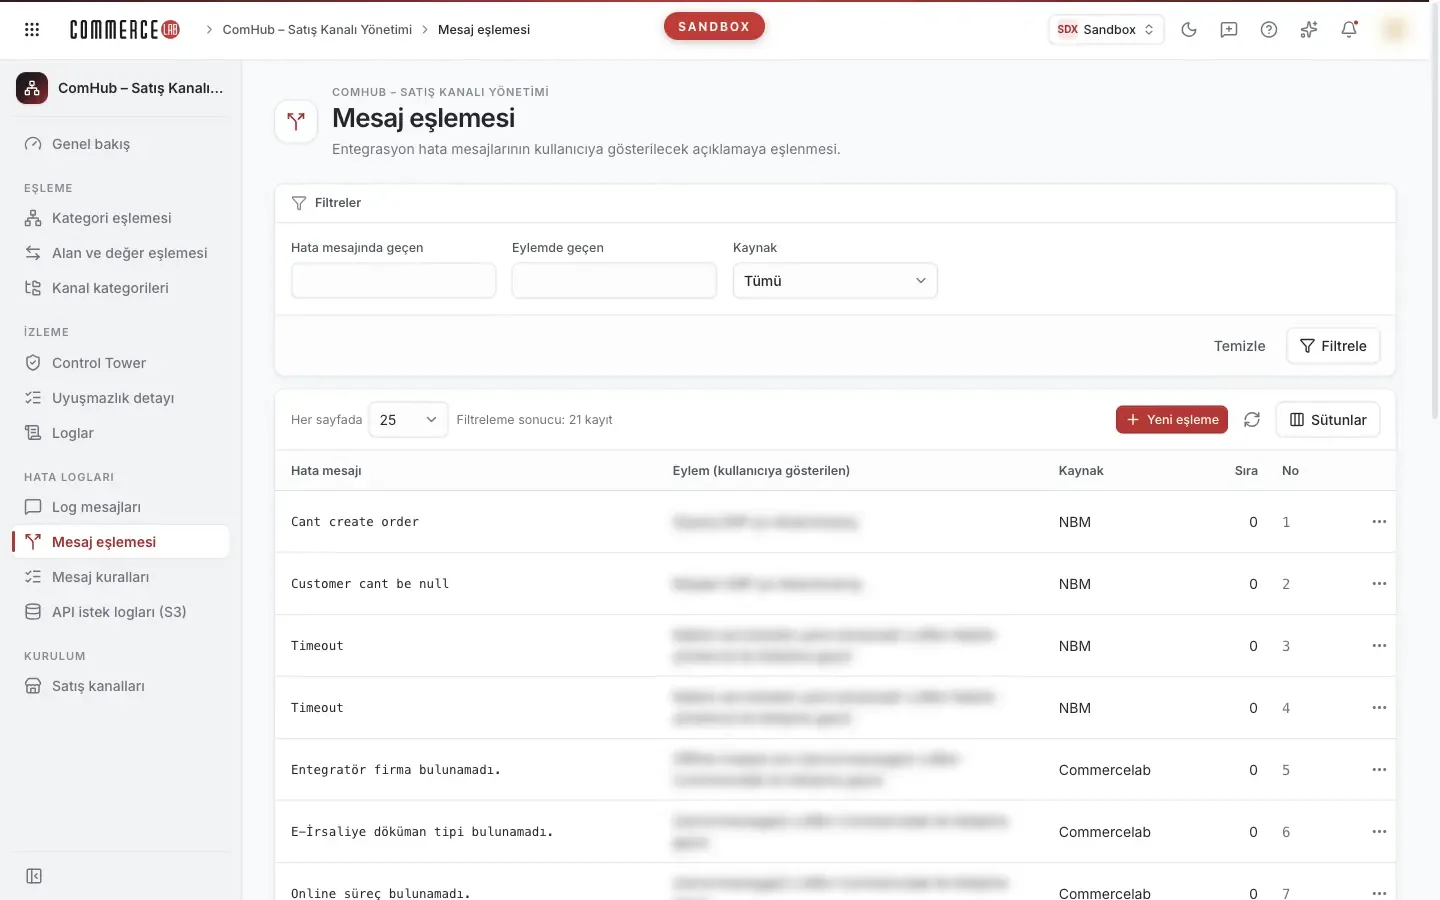 COMMERCE LAB
ComHub – Satış Kanalı Yönetimi
Mesaj eşlemesi
SANDBOX
SDX Sandbox
ComHub – Satış Kanalı...
Genel bakış
EŞLEME
Kategori eşlemesi
Alan ve değer eşlemesi
Kanal kategorileri
İZLEME
Control Tower
Uyuşmazlık detayı
Loglar
HATA LOGLARI
Log mesajları
Mesaj eşlemesi
Mesaj kuralları
API istek logları (S3)
KURULUM
Satış kanalları
COMHUB – SATIŞ KANALI YÖNETİMİ
Mesaj eşlemesi
Entegrasyon hata mesajlarının kullanıcıya gösterilecek açıklamaya eşlenmesi.
Filtreler
Hata mesajında geçen
Eylemde geçen
Kaynak
Tümü
Temizle
Filtrele
Her sayfada 25 Filtreleme sonucu: 21 kayıt
Yeni eşleme
Sütunlar
Hata mesajı Eylem (kullanıcıya gösterilen) Kaynak Sıra No
Cant create order NBM 0 1
Customer cant be null NBM 0 2
Timeout NBM 0 3
Timeout NBM 0 4
Entegratör firma bulunamadı. Commercelab 0 5
E-İrsaliye döküman tipi bulunamadı. Commercelab 0 6
Online süreç bulunamadı. Commercelab 0 7